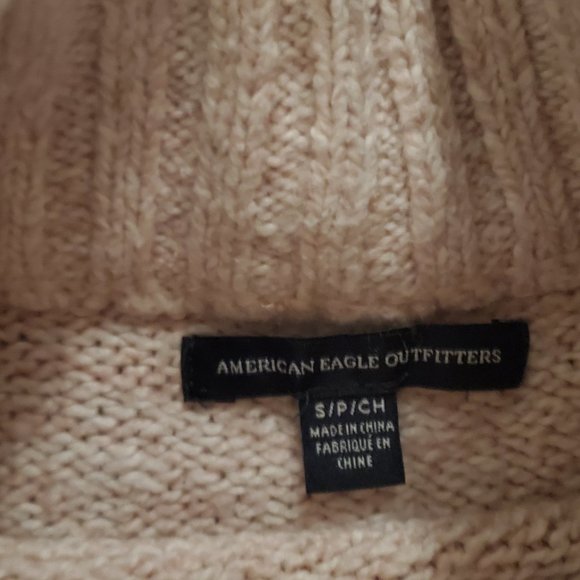 AMERICAN EAGLE OUTFITTERS
S/P/CH
MADE IN CHINA
FABRIQUÉ EN
CHINE